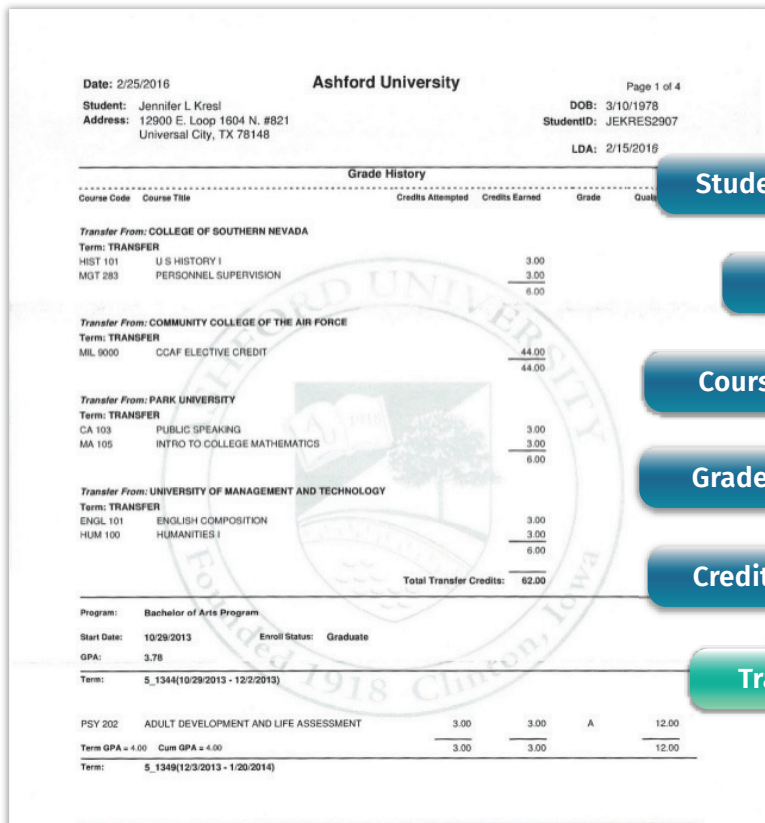 Date: 2/25/2016 Ashford University Page 1 of 4
Student: Jennifer L Kresl DOB: 3/10/1978
Address: 12900 E. Loop 1604 N. #821 StudentID: JEKRES2907
Universal City, TX 78148
LDA: 2/15/2016
Grade History
Course Code Course Title Credits Attempted Credits Earned Grade
Transfer From: COLLEGE OF SOUTHERN NEVADA
Term: TRANSFER
HIST 101 U S HISTORY I 3.00
MGT 283 PERSONNEL SUPERVISION 3.00
6.00
Transfer From: COMMUNITY COLLEGE OF THE AIR FORCE
Term: TRANSFER
MIL 9000 CCAF ELECTIVE CREDIT 44.00
44.00
Transfer From: PARK UNIVERSITY
Term: TRANSFER
CA 103 PUBLIC SPEAKING 3.00
MA 105 INTRO TO COLLEGE MATHEMATICS 3.00
6.00
Transfer From: UNIVERSITY OF MANAGEMENT AND TECHNOLOGY
Term: TRANSFER
ENGL 101 ENGLISH COMPOSITION 3.00
HUM 100 HUMANITIES I 3.00
6.00
Total Transfer Credits: 62.00
Program: Bachelor of Arts Program
Start Date: 10/29/2013 Enroll Status: Graduate
GPA: 3.78
Term: 5_1344(10/29/2013 - 12/2/2013)
PSY 202 ADULT DEVELOPMENT AND LIFE ASSESSMENT 3.00 3.00 A 12.00
Term GPA = 4.00 Cum GPA = 4.00 3.00 3.00 12.00
Term: 5_1349(12/3/2013 - 1/20/2014)
ASHFORD UNIVERSITY
1918
Founded 1918 Clinton, Iowa
Stude
Cours
Grade
Credit
Tra